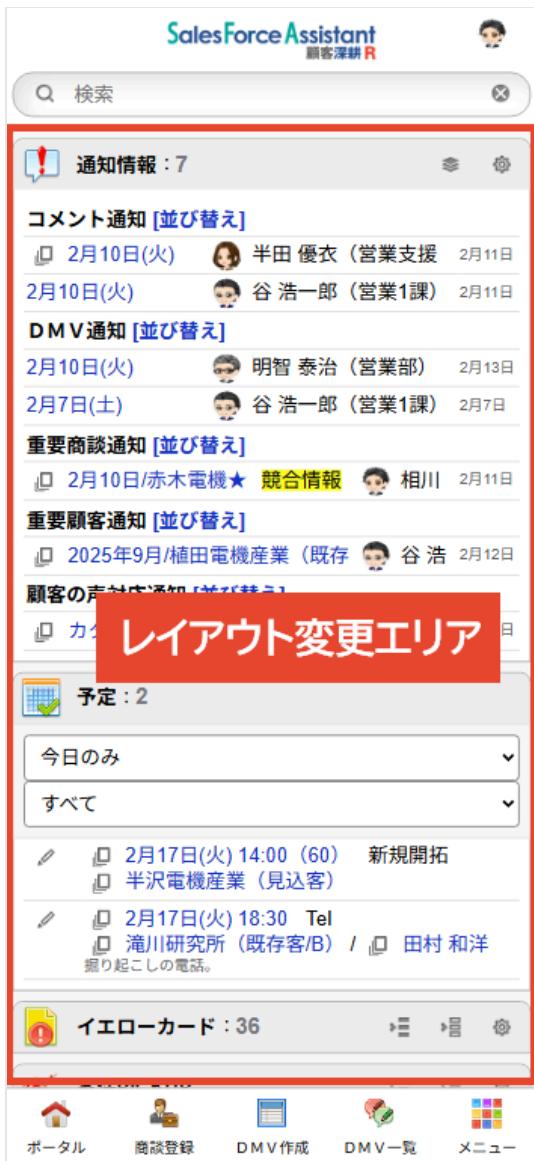 Sales Force Assistant
顧客深耕 R
検索
通知情報：7
コメント通知 [並び替え]
2月10日(火) 半田 優衣（営業支援 2月11日
2月10日(火) 谷 浩一郎（営業1課） 2月11日
ＤＭＶ通知 [並び替え]
2月10日(火) 明智 泰治（営業部） 2月13日
2月7日(土) 谷 浩一郎（営業1課） 2月7日
重要商談通知 [並び替え]
2月10日/赤木電機★ 競合情報 相川 2月11日
重要顧客通知 [並び替え]
2025年9月/植田電機産業（既存 谷 浩 2月12日
顧客の声対応通知 [並び替え]
レイアウト変更エリア
予定：2
今日のみ
すべて
2月17日(火) 14:00（60） 新規開拓
半沢電機産業（見込客）
2月17日(火) 18:30 Tel
滝川研究所（既存客/B） / 田村 和洋
掘り起こしの電話。
イエローカード：36
ポータル 商談登録 ＤＭＶ作成 ＤＭＶ一覧 メニュー